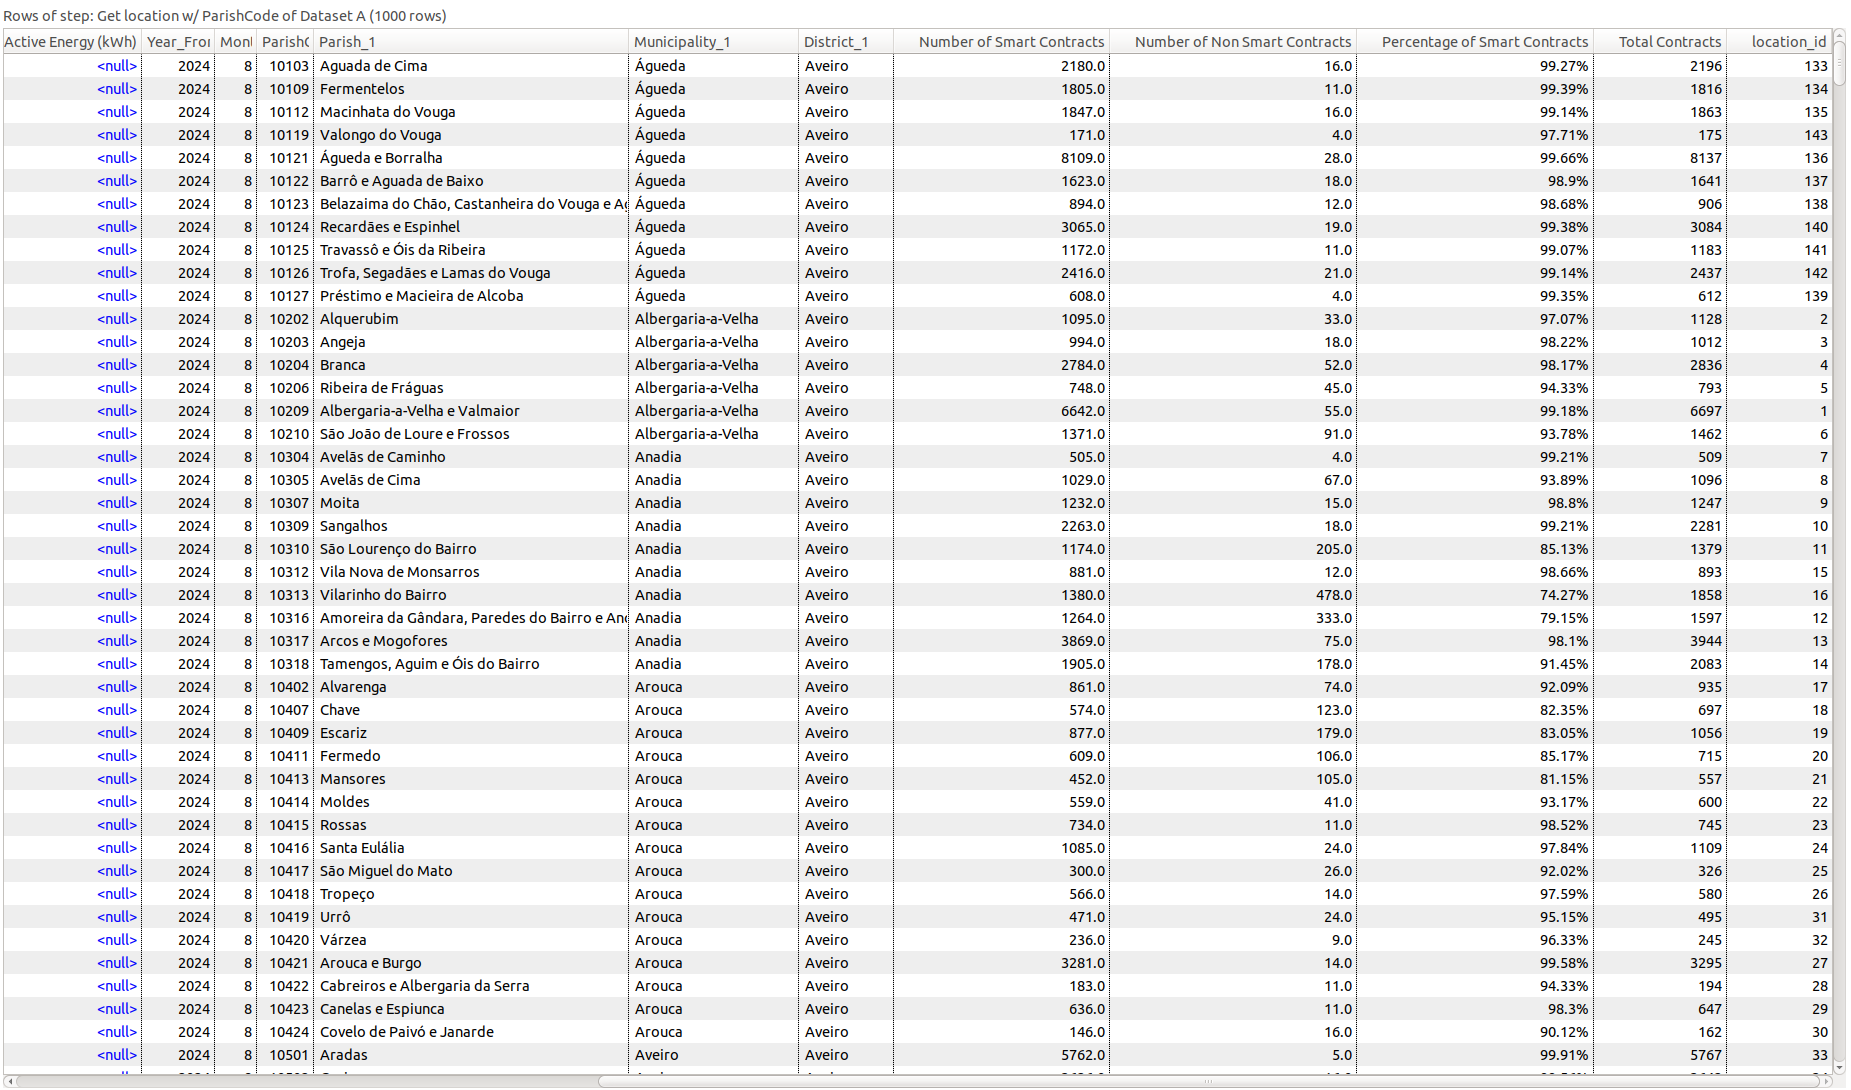 Rows of step: Get location w/ ParishCode of Dataset A (1000 rows)
Active Energy (kWh) Year_Fror Mont ParishC Parish_1 Municipality_1 District_1 Number of Smart Contracts Number of Non Smart Contracts Percentage of Smart Contracts Total Contracts location_id
<null> 2024 8 10103 Aguada de Cima Águeda Aveiro 2180.0 16.0 99.27% 2196 133
<null> 2024 8 10109 Fermentelos Águeda Aveiro 1805.0 11.0 99.39% 1816 134
<null> 2024 8 10112 Macinhata do Vouga Águeda Aveiro 1847.0 16.0 99.14% 1863 135
<null> 2024 8 10119 Valongo do Vouga Águeda Aveiro 171.0 4.0 97.71% 175 143
<null> 2024 8 10121 Águeda e Borralha Águeda Aveiro 8109.0 28.0 99.66% 8137 136
<null> 2024 8 10122 Barrô e Aguada de Baixo Águeda Aveiro 1623.0 18.0 98.9% 1641 137
<null> 2024 8 10123 Belazaima do Chão, Castanheira do Vouga e Ag Águeda Aveiro 894.0 12.0 98.68% 906 138
<null> 2024 8 10124 Recardães e Espinhel Águeda Aveiro 3065.0 19.0 99.38% 3084 140
<null> 2024 8 10125 Travassô e Óis da Ribeira Águeda Aveiro 1172.0 11.0 99.07% 1183 141
<null> 2024 8 10126 Trofa, Segadães e Lamas do Vouga Águeda Aveiro 2416.0 21.0 99.14% 2437 142
<null> 2024 8 10127 Préstimo e Macieira de Alcoba Águeda Aveiro 608.0 4.0 99.35% 612 139
<null> 2024 8 10202 Alquerubim Albergaria-a-Velha Aveiro 1095.0 33.0 97.07% 1128 2
<null> 2024 8 10203 Angeja Albergaria-a-Velha Aveiro 994.0 18.0 98.22% 1012 3
<null> 2024 8 10204 Branca Albergaria-a-Velha Aveiro 2784.0 52.0 98.17% 2836 4
<null> 2024 8 10206 Ribeira de Fráguas Albergaria-a-Velha Aveiro 748.0 45.0 94.33% 793 5
<null> 2024 8 10209 Albergaria-a-Velha e Valmaior Albergaria-a-Velha Aveiro 6642.0 55.0 99.18% 6697 1
<null> 2024 8 10210 São João de Loure e Frossos Albergaria-a-Velha Aveiro 1371.0 91.0 93.78% 1462 6
<null> 2024 8 10304 Avelãs de Caminho Anadia Aveiro 505.0 4.0 99.21% 509 7
<null> 2024 8 10305 Avelãs de Cima Anadia Aveiro 1029.0 67.0 93.89% 1096 8
<null> 2024 8 10307 Moita Anadia Aveiro 1232.0 15.0 98.8% 1247 9
<null> 2024 8 10309 Sangalhos Anadia Aveiro 2263.0 18.0 99.21% 2281 10
<null> 2024 8 10310 São Lourenço do Bairro Anadia Aveiro 1174.0 205.0 85.13% 1379 11
<null> 2024 8 10312 Vila Nova de Monsarros Anadia Aveiro 881.0 12.0 98.66% 893 15
<null> 2024 8 10313 Vilarinho do Bairro Anadia Aveiro 1380.0 478.0 74.27% 1858 16
<null> 2024 8 10316 Amoreira da Gândara, Paredes do Bairro e Anc Anadia Aveiro 1264.0 333.0 79.15% 1597 12
<null> 2024 8 10317 Arcos e Mogofores Anadia Aveiro 3869.0 75.0 98.1% 3944 13
<null> 2024 8 10318 Tamengos, Aguim e Óis do Bairro Anadia Aveiro 1905.0 178.0 91.45% 2083 14
<null> 2024 8 10402 Alvarenga Arouca Aveiro 861.0 74.0 92.09% 935 17
<null> 2024 8 10407 Chave Arouca Aveiro 574.0 123.0 82.35% 697 18
<null> 2024 8 10409 Escariz Arouca Aveiro 877.0 179.0 83.05% 1056 19
<null> 2024 8 10411 Fermedo Arouca Aveiro 609.0 106.0 85.17% 715 20
<null> 2024 8 10413 Mansores Arouca Aveiro 452.0 105.0 81.15% 557 21
<null> 2024 8 10414 Moldes Arouca Aveiro 559.0 41.0 93.17% 600 22
<null> 2024 8 10415 Rossas Arouca Aveiro 734.0 11.0 98.52% 745 23
<null> 2024 8 10416 Santa Eulália Arouca Aveiro 1085.0 24.0 97.84% 1109 24
<null> 2024 8 10417 São Miguel do Mato Arouca Aveiro 300.0 26.0 92.02% 326 25
<null> 2024 8 10418 Tropeço Arouca Aveiro 566.0 14.0 97.59% 580 26
<null> 2024 8 10419 Urrô Arouca Aveiro 471.0 24.0 95.15% 495 31
<null> 2024 8 10420 Várzea Arouca Aveiro 236.0 9.0 96.33% 245 32
<null> 2024 8 10421 Arouca e Burgo Arouca Aveiro 3281.0 14.0 99.58% 3295 27
<null> 2024 8 10422 Cabreiros e Albergaria da Serra Arouca Aveiro 183.0 11.0 94.33% 194 28
<null> 2024 8 10423 Canelas e Espiunca Arouca Aveiro 636.0 11.0 98.3% 647 29
<null> 2024 8 10424 Covelo de Paivó e Janarde Arouca Aveiro 146.0 16.0 90.12% 162 30
<null> 2024 8 10501 Aradas Aveiro Aveiro 5762.0 5.0 99.91% 5767 33